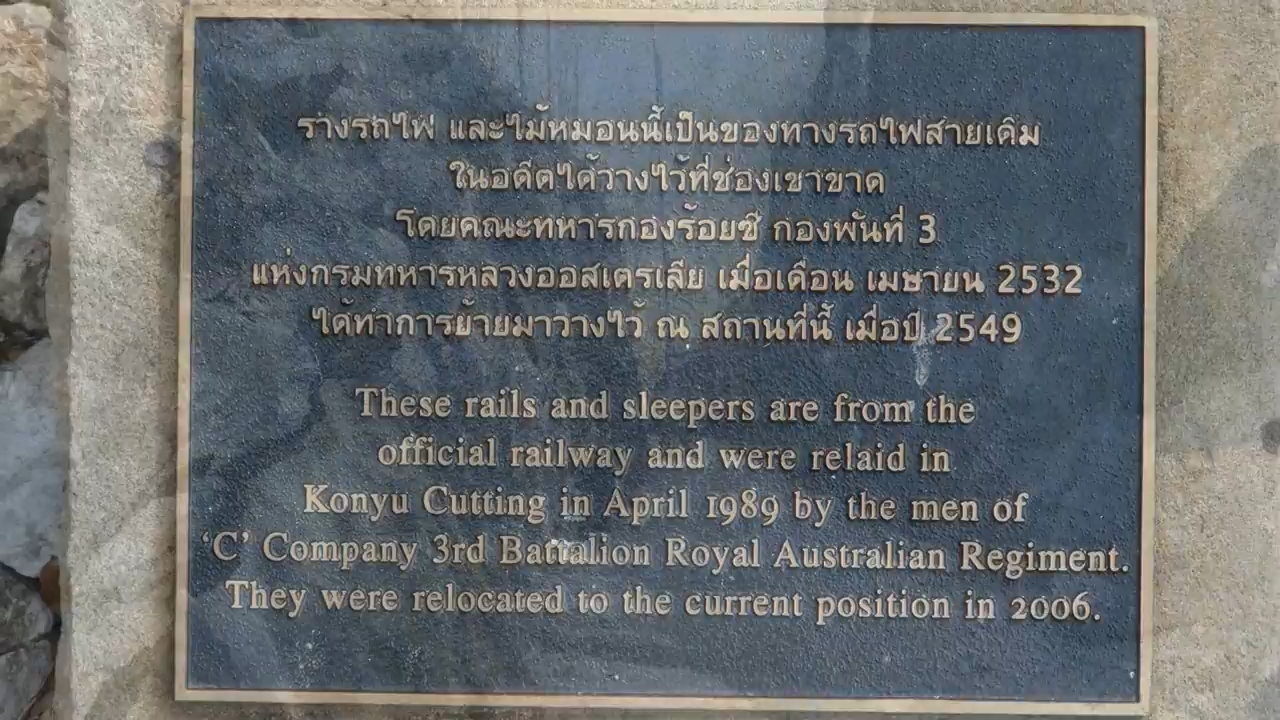 รางรถไฟ และไม้หมอนนี้เป็นของทางรถไฟสายเดิม
ในอดีตได้วางไว้ที่ช่องเขาขาด
โดยคณะทหารกองร้อยซี กองพันที่ 3
แห่งกรมทหารหลวงออสเตรเลีย เมื่อเดือน เมษายน 2532
ได้ทำการย้ายมาวางไว้ ณ สถานที่นี้ เมื่อปี 2549
These rails and sleepers are from the
official railway and were relaid in
Konyu Cutting in April 1989 by the men of
‘C’ Company 3rd Battalion Royal Australian Regiment.
They were relocated to the current position in 2006.